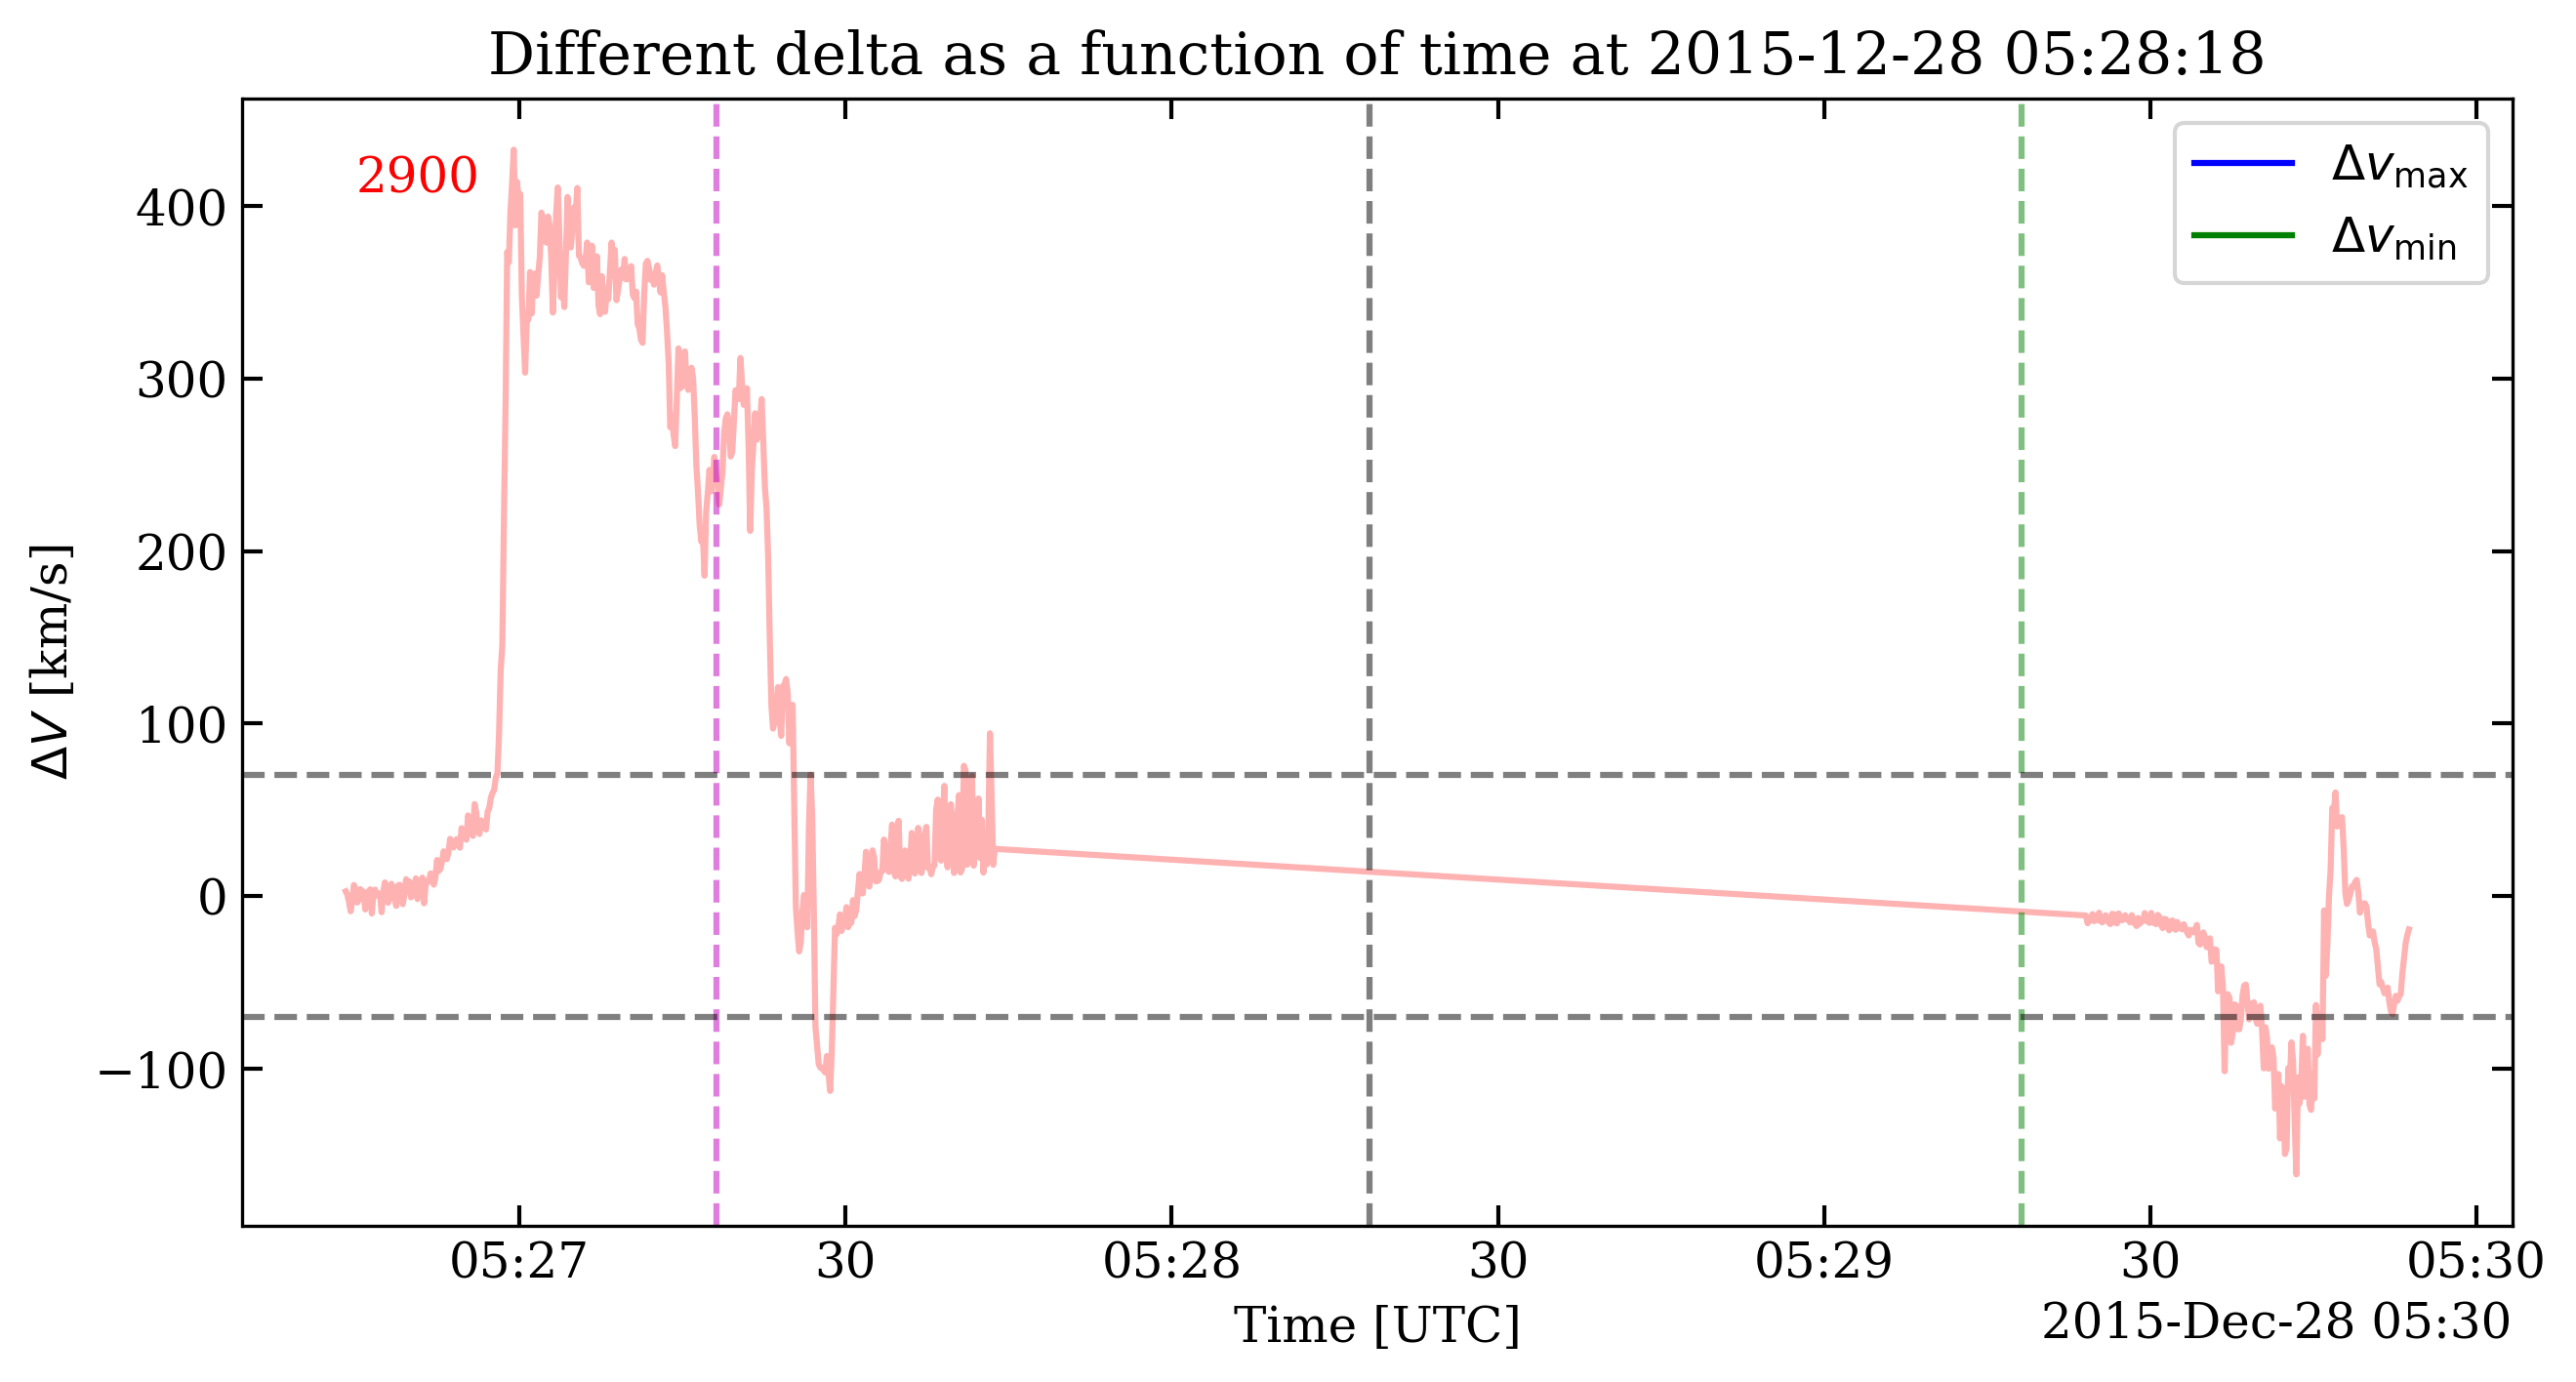 Different delta as a function of time at 2015-12-28 05:28:18
2900
Δv_max
Δv_min
ΔV [km/s]
400
300
200
100
0
−100
05:27 30 05:28 30 05:29 30 05:30
Time [UTC]
2015-Dec-28 05:30